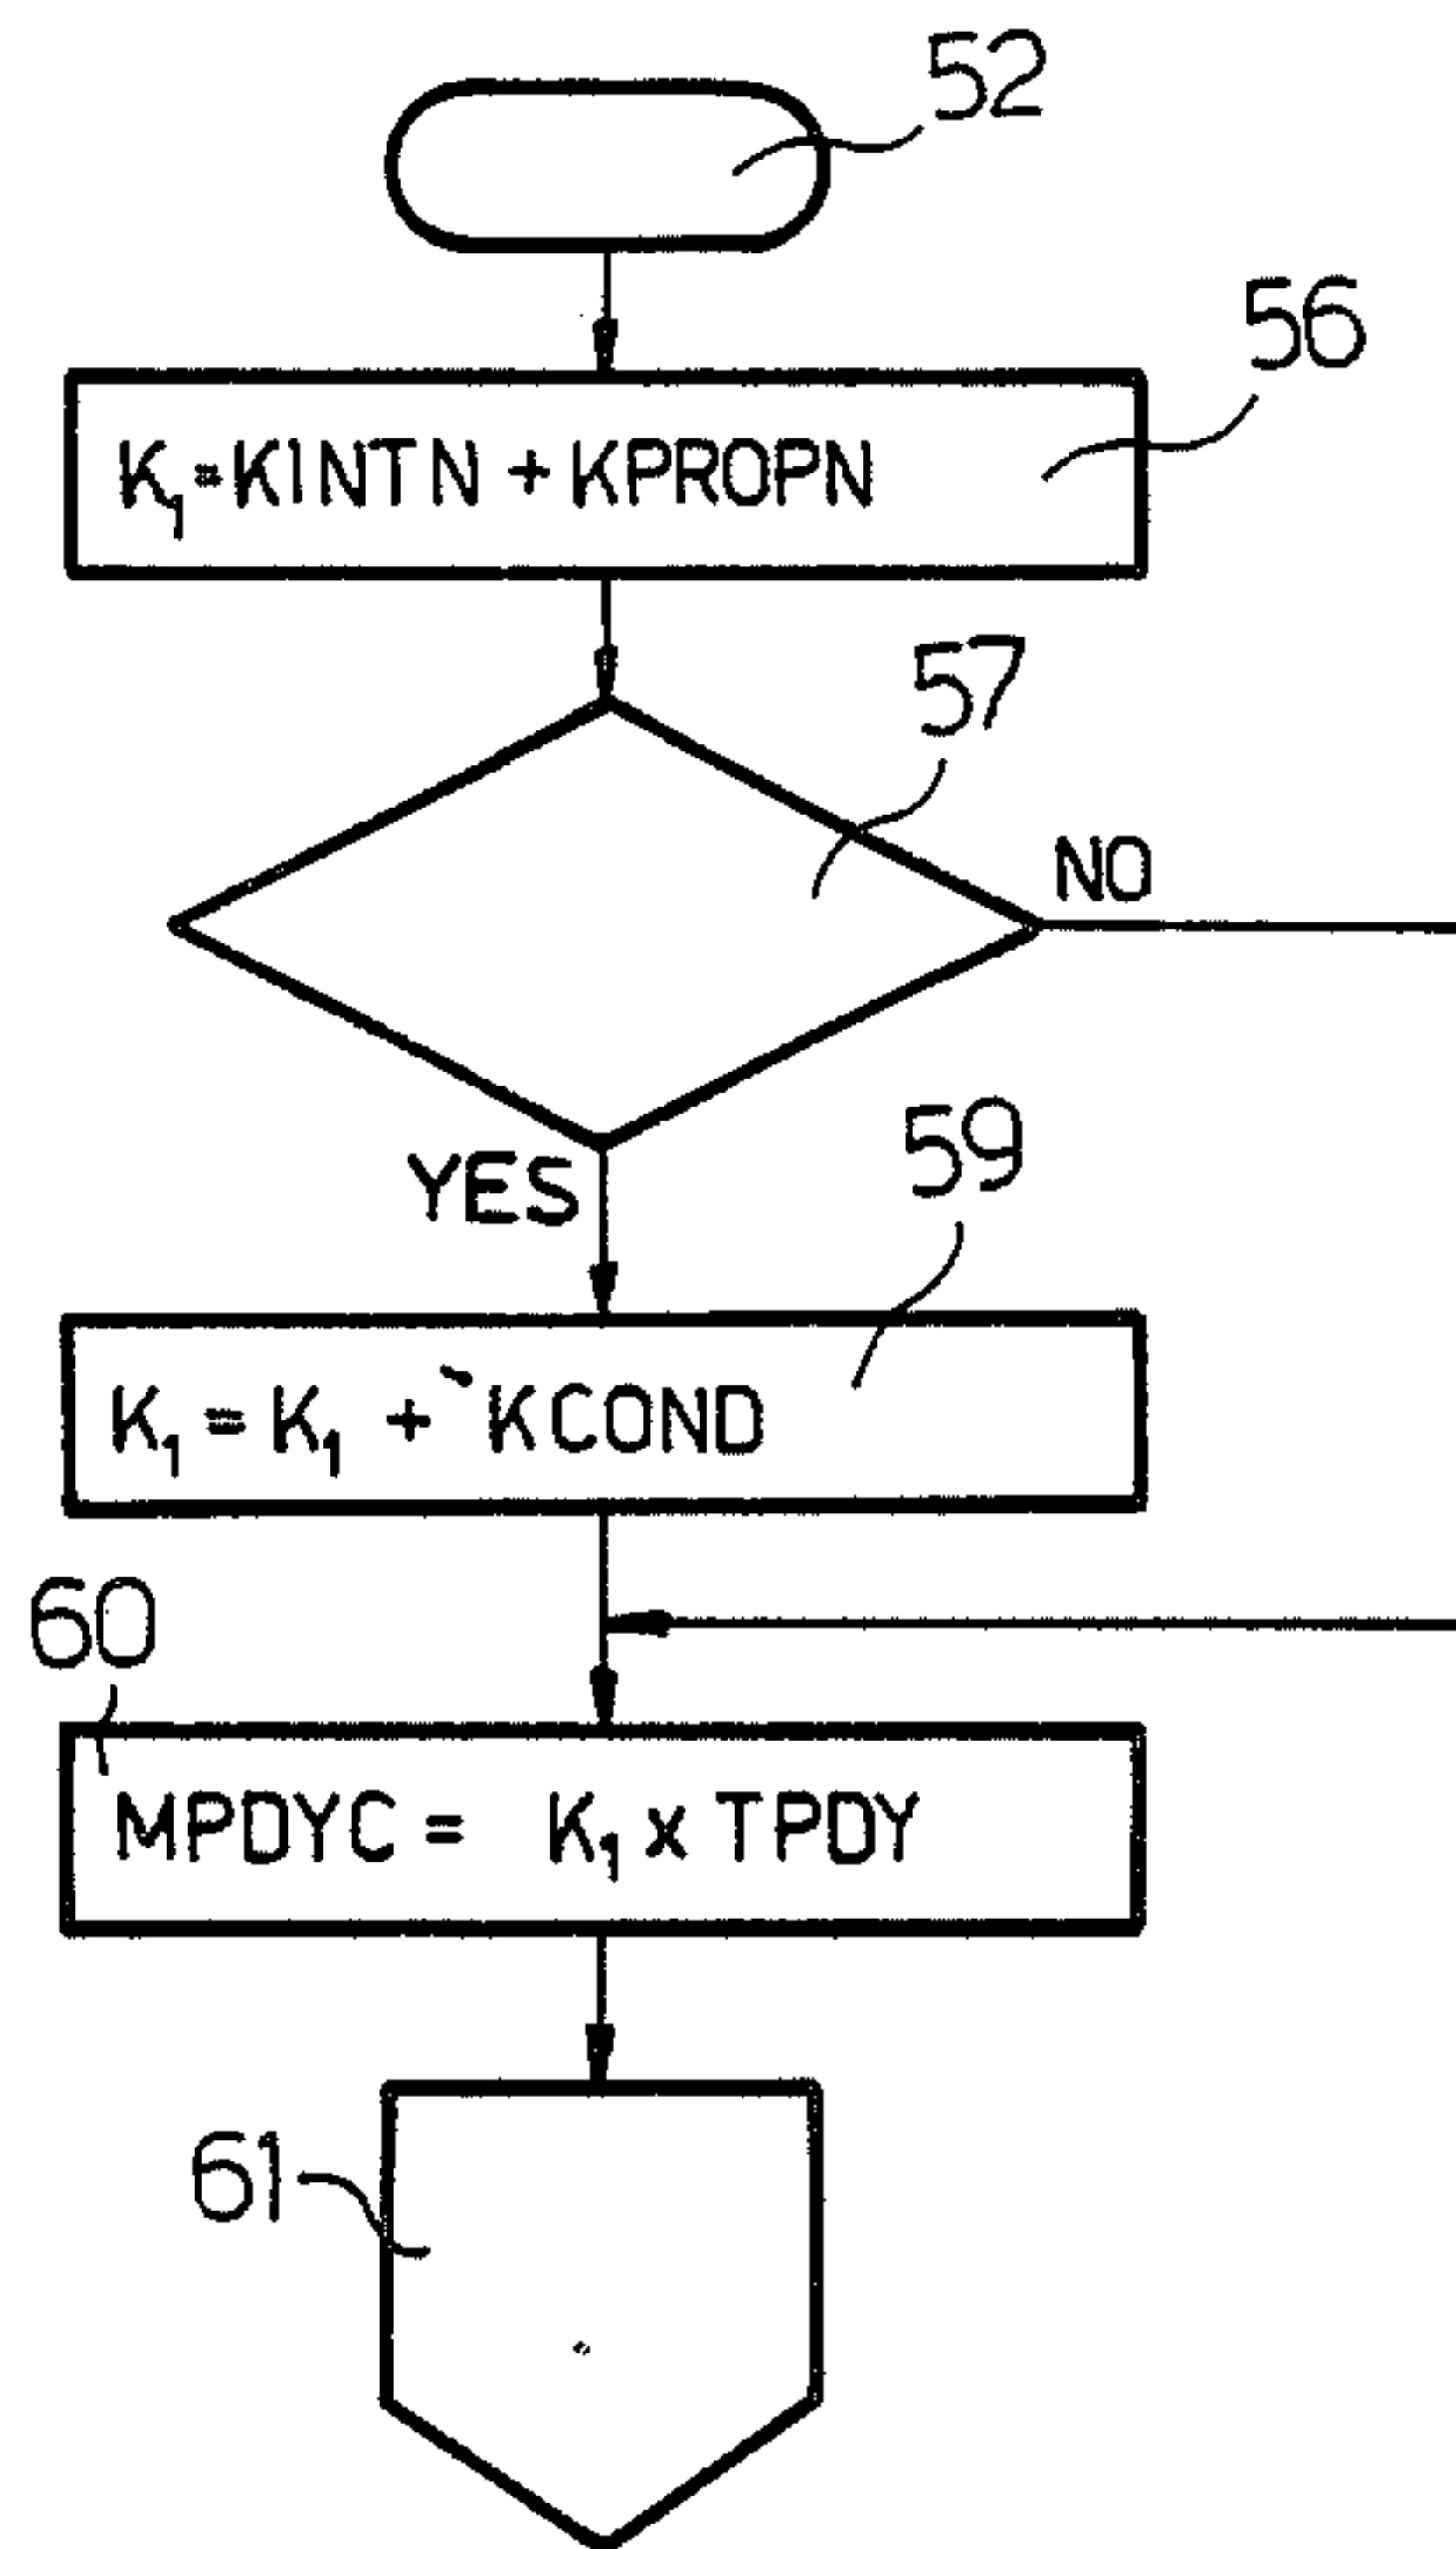 52
56
K₁=KINTN + KPROPN
57
NO
YES
59
K₁ = K₁ + KCOND
60
MPDYC = K₁ x TPDY
61